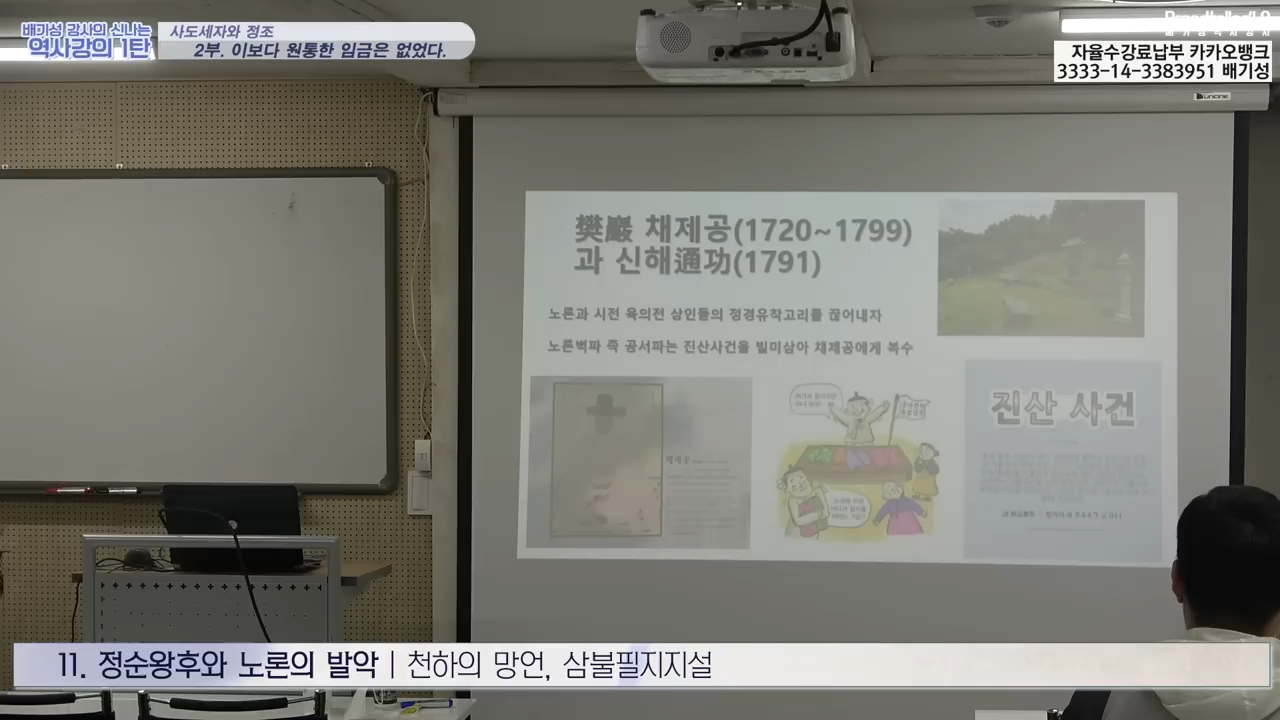 배기성 강사의 신나는
역사강의 1탄
사도세자와 정조
2부. 이보다 원통한 임금은 없었다.
자율수강료납부 카카오뱅크
3333-14-3383951 배기성
樊巖 채제공(1720~1799)
과 신해通功(1791)
노론과 시전 육의전 상인들의 정경유착고리를 끊어내자
노론벽파 즉 공서파는 진산사건을 빌미삼아 채제공에게 복수
채제공
진산 사건
11. 정순왕후와 노론의 발악 | 천하의 망언, 삼불필지지설